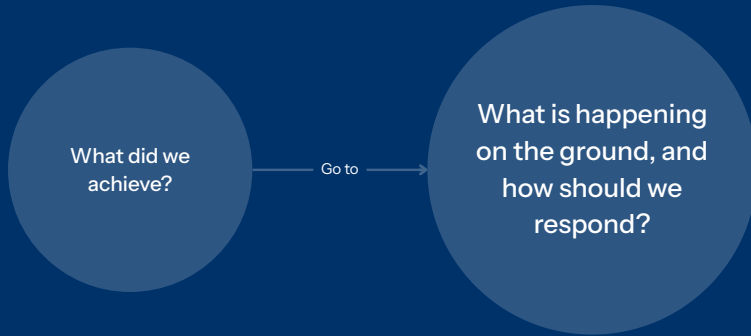 What did we
achieve?
Go to
What is happening
on the ground, and
how should we
respond?